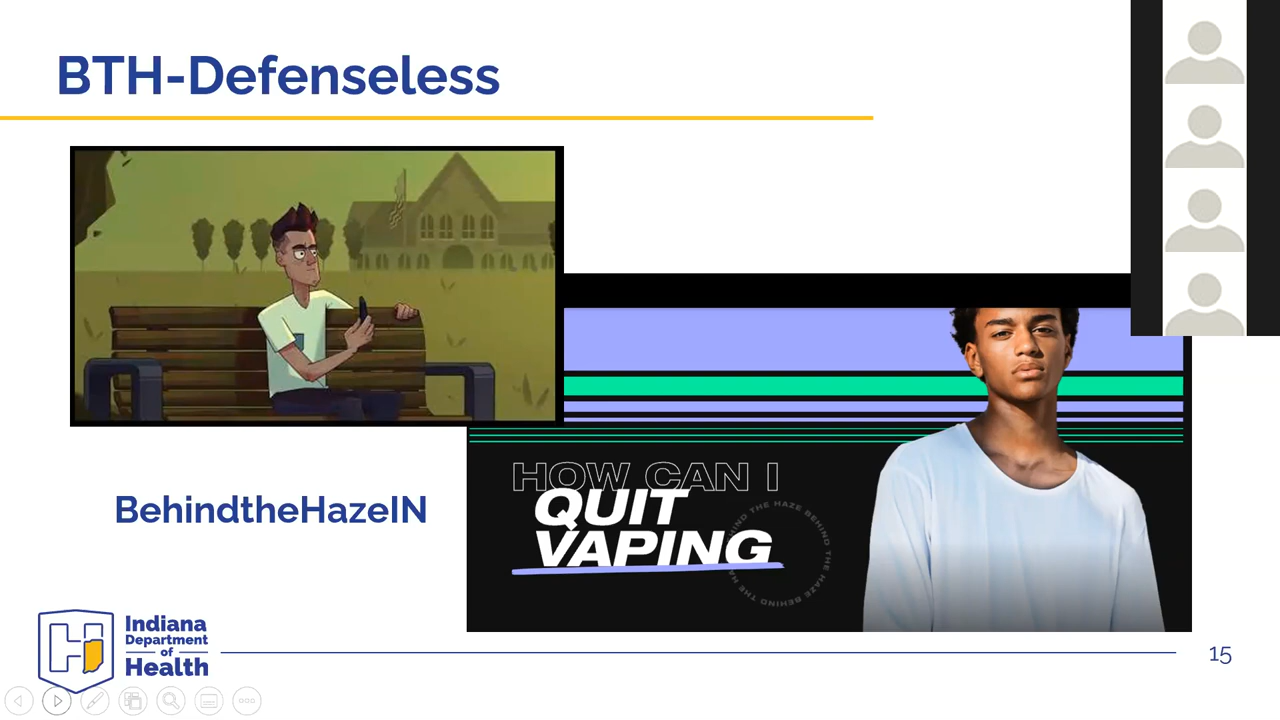 BTH-Defenseless
HOW CAN I
QUIT
VAPING
BEHIND THE HAZE BEHIND THE HAZE BEHIND THE HA
BehindtheHazeIN
Indiana
Department
of
Health
15